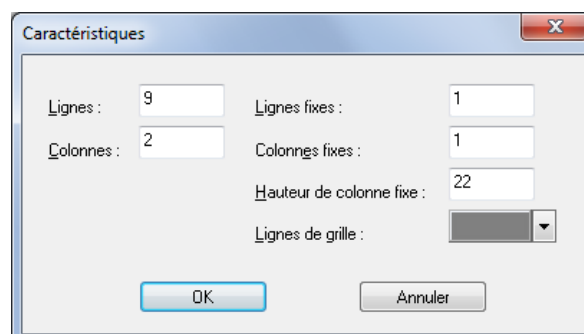 Caractéristiques
Lignes : 9 Lignes fixes : 1
Colonnes : 2 Colonnes fixes : 1
Hauteur de colonne fixe : 22
Lignes de grille :
OK Annuler